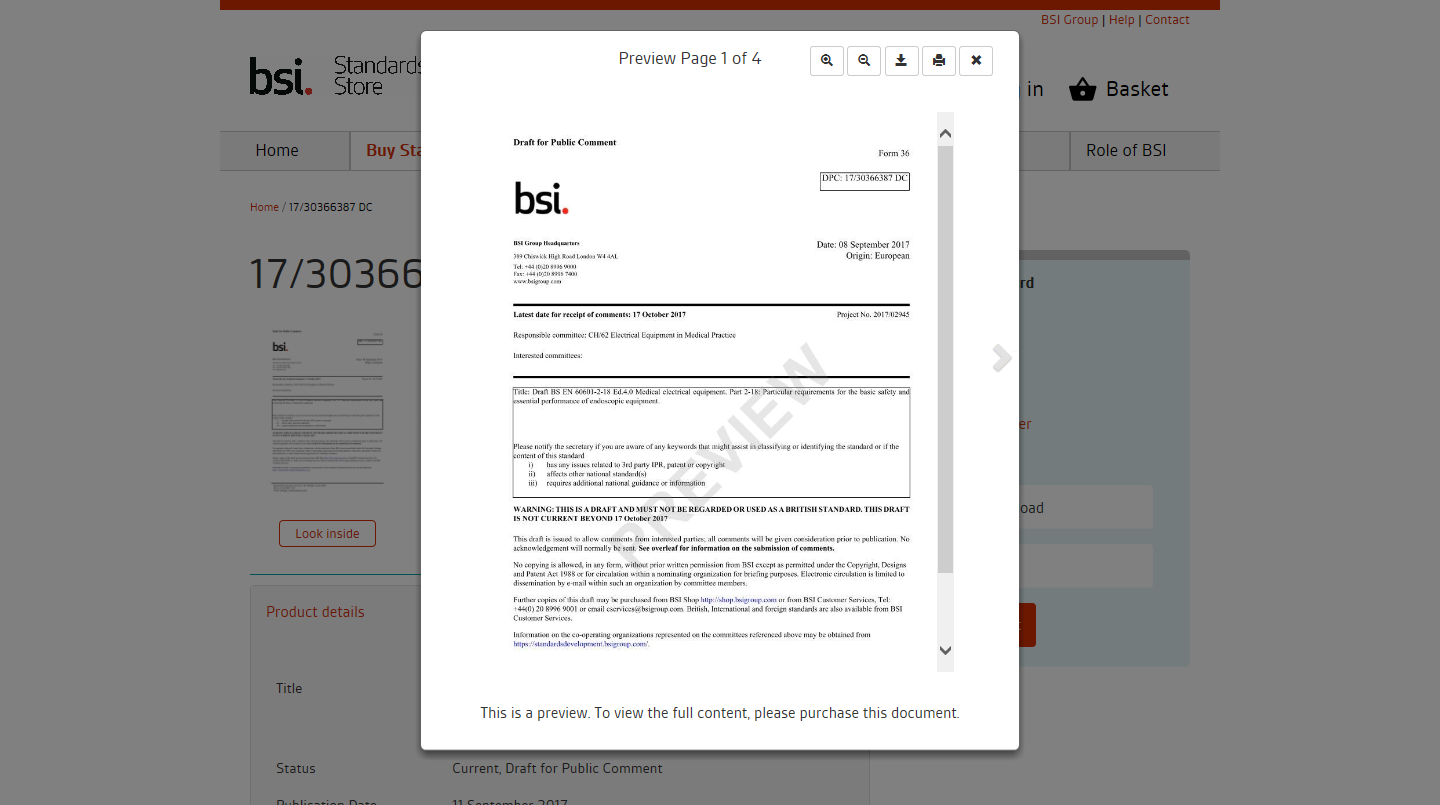 BSI Group | Help | Contact
bsi. Standards
Store
in
Basket
Home
Buy Sta
Role of BSI
Home / 17/30366387 DC
17/30366
rd
er
oad
Look inside
Product details
Title
Status
Current, Draft for Public Comment
Publication Date
11 September 2017
Preview Page 1 of 4
Draft for Public Comment
Form 36
DPC: 17/30366387 DC
bsi.
BSI Group Headquarters
389 Chiswick High Road London W4 4AL
Tel: +44 (0)20 8996 9000
Fax: +44 (0)20 8996 7400
www.bsigroup.com
Date: 08 September 2017
Origin: European
Latest date for receipt of comments: 17 October 2017
Project No. 2017/02945
Responsible committee: CH/62 Electrical Equipment in Medical Practice
Interested committees:
Title: Draft BS EN 60601-2-18 Ed.4.0 Medical electrical equipment. Part 2-18: Particular requirements for the basic safety and
essential performance of endoscopic equipment.
Please notify the secretary if you are aware of any keywords that might assist in classifying or identifying the standard or if the
content of this standard
i) has any issues related to 3rd party IPR, patent or copyright
ii) affects other national standard(s)
iii) requires additional national guidance or information
WARNING: THIS IS A DRAFT AND MUST NOT BE REGARDED OR USED AS A BRITISH STANDARD. THIS DRAFT
IS NOT CURRENT BEYOND 17 October 2017
This draft is issued to allow comments from interested parties; all comments will be given consideration prior to publication. No
acknowledgement will normally be sent. See overleaf for information on the submission of comments.
No copying is allowed, in any form, without prior written permission from BSI except as permitted under the Copyright, Designs
and Patent Act 1988 or for circulation within a nominating organization for briefing purposes. Electronic circulation is limited to
dissemination by e-mail within such an organization by committee members.
Further copies of this draft may be purchased from BSI Shop http://shop.bsigroup.com or from BSI Customer Services, Tel:
+44(0) 20 8996 9001 or email cservices@bsigroup.com. British, International and foreign standards are also available from BSI
Customer Services.
Information on the co-operating organizations represented on the committees referenced above may be obtained from
https://standardsdevelopment.bsigroup.com/.
PREVIEW
This is a preview. To view the full content, please purchase this document.